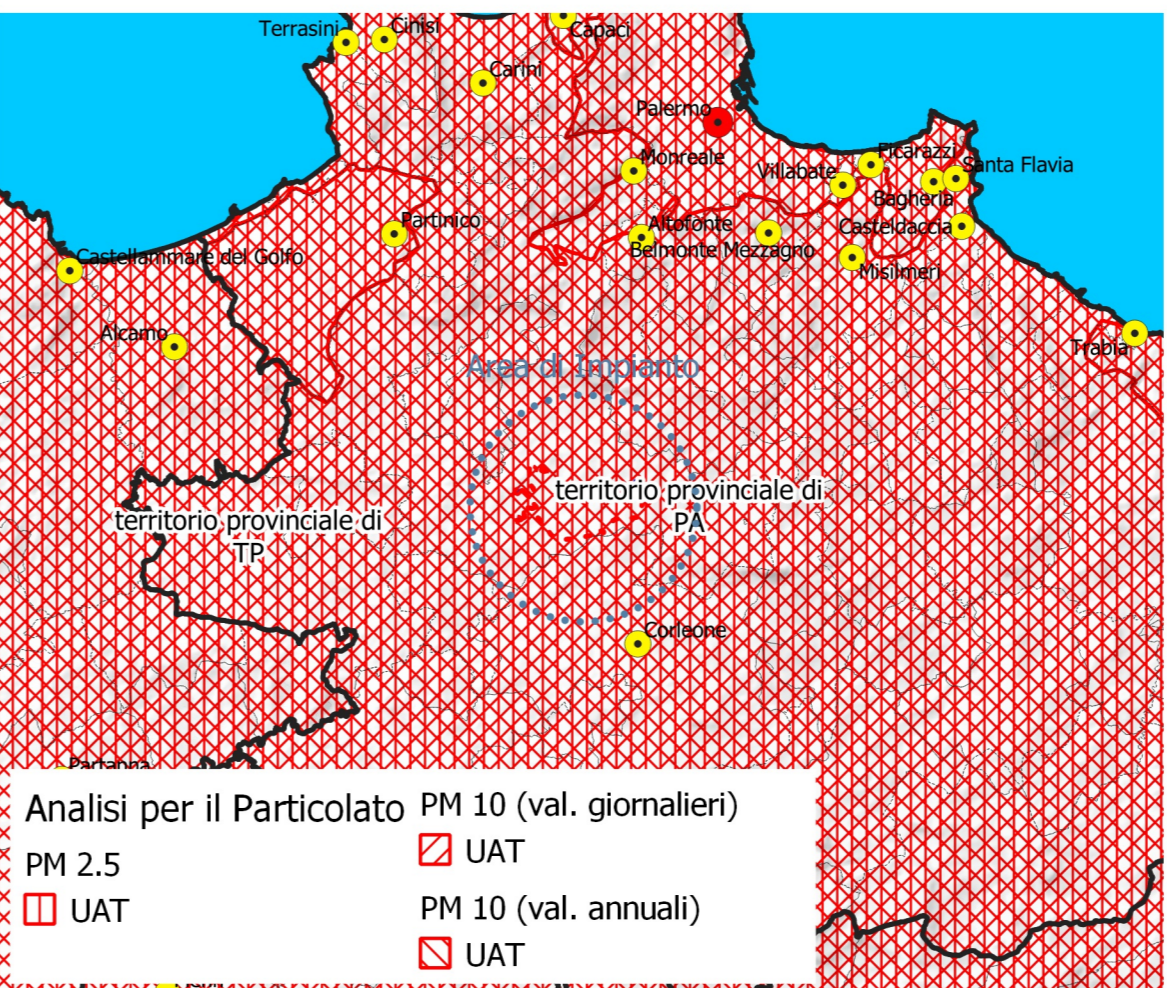 Terrasini
Cinisi
Capaci
Carini
Palermo
Monreale
Ficarazzi
Villabate
Santa Flavia
Bagheria
Partinico
Altofonte
Casteldaccia
Belmonte Mezzagno
Castellammare del Golfo
Misilmeri
Alcamo
Trabia
Area di Impianto
territorio provinciale di
PA
territorio provinciale di
TP
Corleone
Partanna
Analisi per il Particolato
PM 2.5
UAT
PM 10 (val. giornalieri)
UAT
PM 10 (val. annuali)
UAT